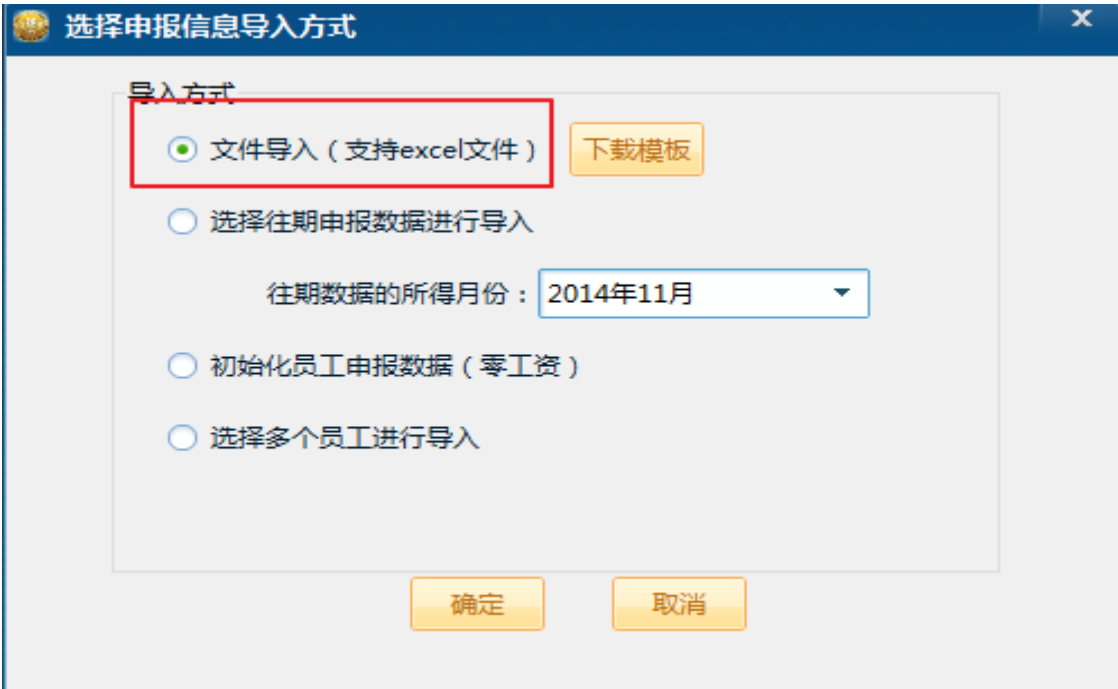 选择申报信息导入方式
x
导入方式
文件导入（支持excel文件） 下载模板
选择往期申报数据进行导入
往期数据的所得月份： 2014年11月
初始化员工申报数据（零工资）
选择多个员工进行导入
确定 取消